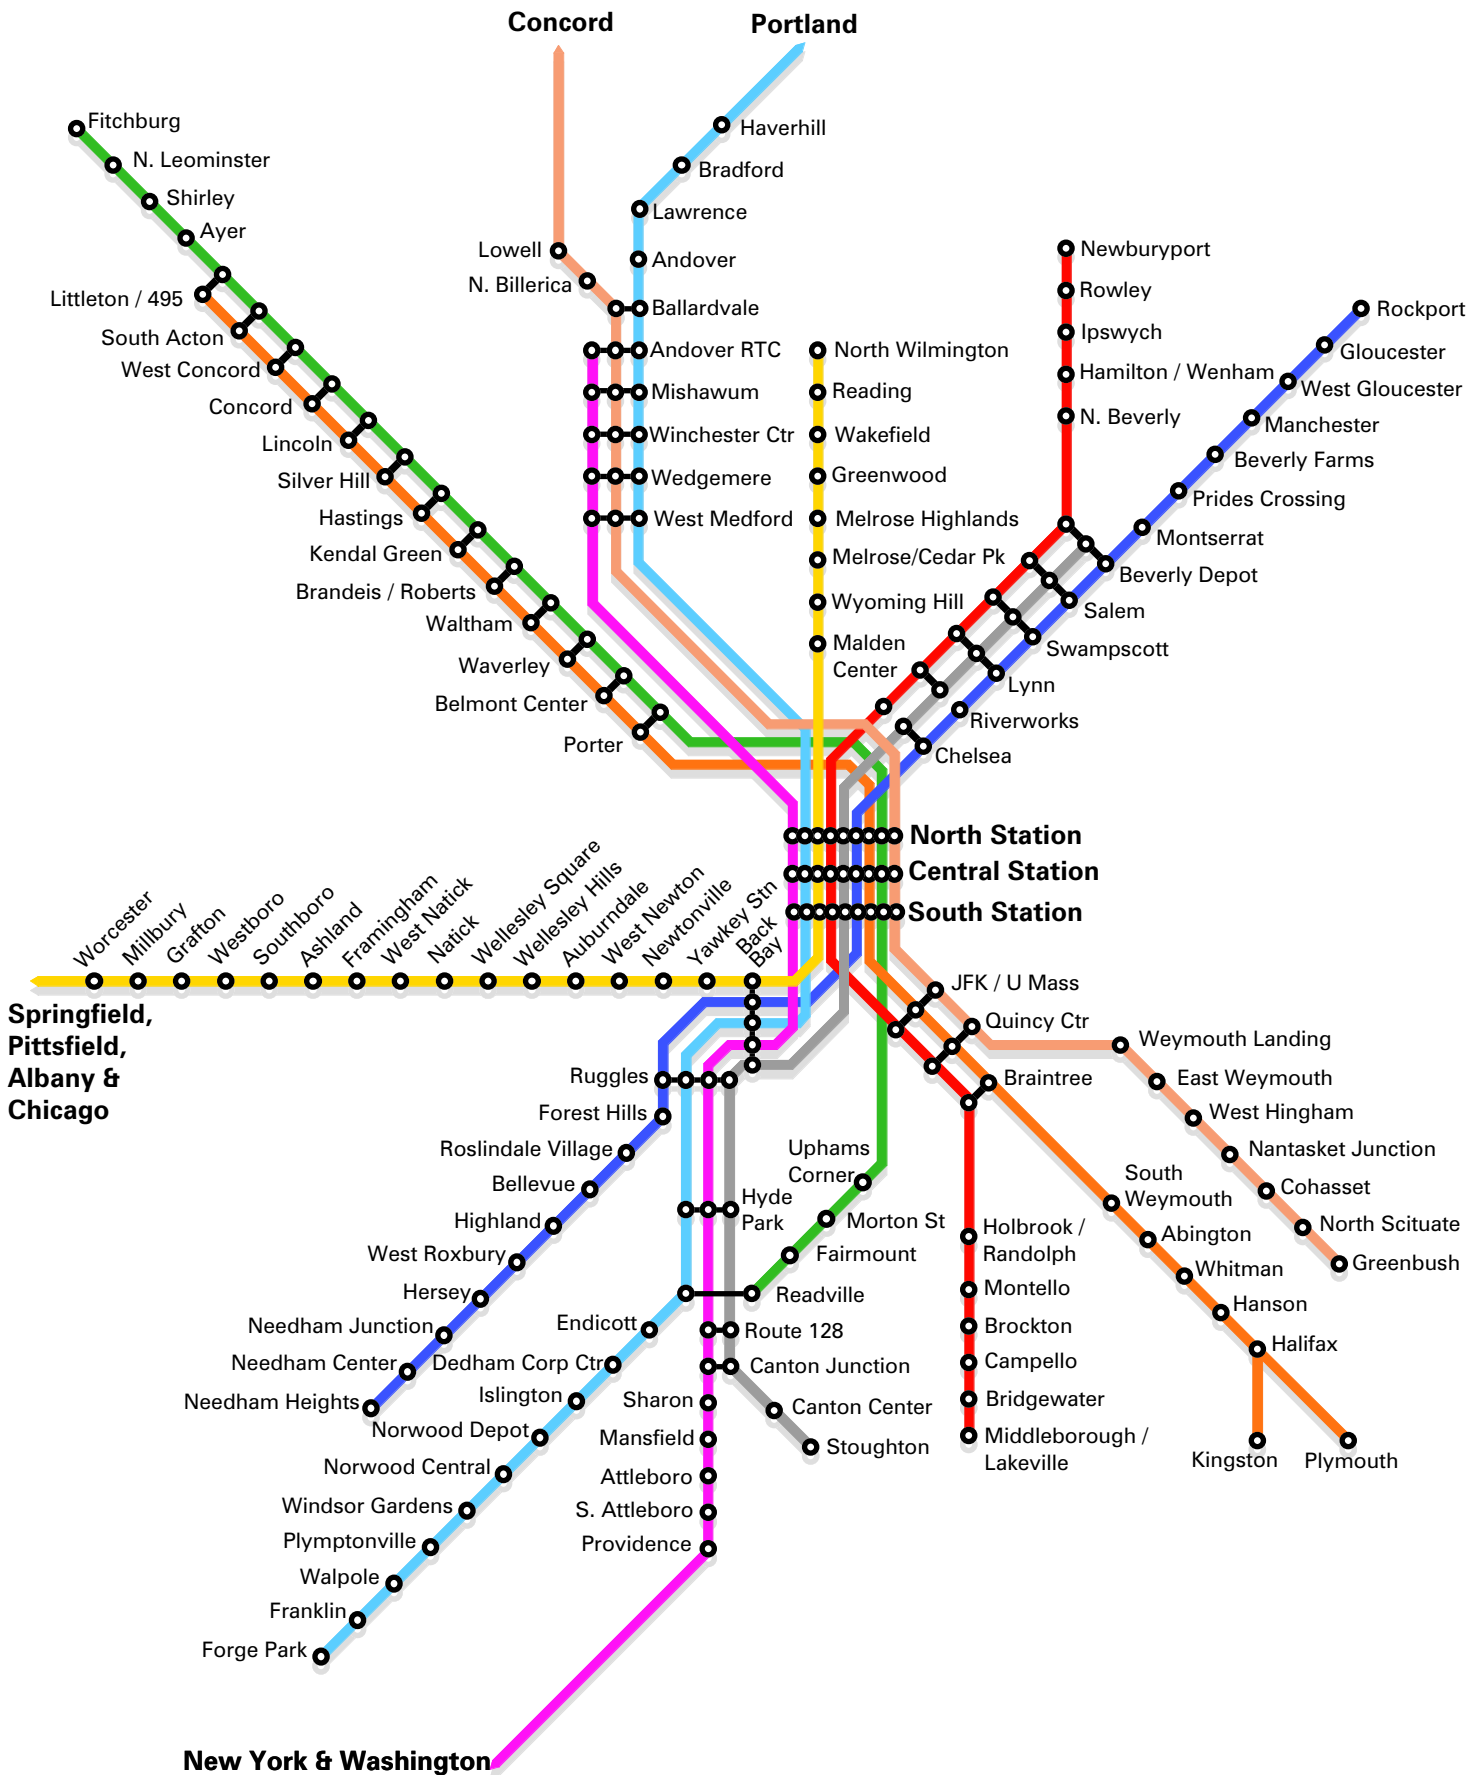 Concord
Portland
Fitchburg
N. Leominster
Shirley
Ayer
Littleton / 495
South Acton
West Concord
Concord
Lincoln
Silver Hill
Hastings
Kendal Green
Brandeis / Roberts
Waltham
Waverley
Belmont Center
Porter
Lowell
N. Billerica
Haverhill
Bradford
Lawrence
Andover
Ballardvale
Andover RTC
Mishawum
Winchester Ctr
Wedgemere
West Medford
North Wilmington
Reading
Wakefield
Greenwood
Melrose Highlands
Melrose/Cedar Pk
Wyoming Hill
Malden
Center
Newburyport
Rowley
Ipswych
Hamilton / Wenham
N. Beverly
Rockport
Gloucester
West Gloucester
Manchester
Beverly Farms
Prides Crossing
Montserrat
Beverly Depot
Salem
Swampscott
Lynn
Riverworks
Chelsea
North Station
Central Station
South Station
Worcester
Millbury
Grafton
Westboro
Southboro
Ashland
Framingham
West Natick
Natick
Wellesley Square
Wellesley Hills
Auburndale
West Newton
Newtonville
Yawkey Stn
Back
Bay
Springfield,
Pittsfield,
Albany &
Chicago
Ruggles
Forest Hills
Roslindale Village
Bellevue
Highland
West Roxbury
Hersey
Needham Junction
Needham Center
Needham Heights
Uphams
Corner
Morton St
Fairmount
Readville
Hyde
Park
Endicott
Dedham Corp Ctr
Islington
Norwood Depot
Norwood Central
Windsor Gardens
Plymptonville
Walpole
Franklin
Forge Park
Route 128
Canton Junction
Canton Center
Stoughton
Sharon
Mansfield
Attleboro
S. Attleboro
Providence
New York & Washington
JFK / U Mass
Quincy Ctr
Braintree
Weymouth Landing
East Weymouth
West Hingham
Nantasket Junction
Cohasset
North Scituate
Greenbush
South
Weymouth
Abington
Whitman
Hanson
Halifax
Kingston
Plymouth
Holbrook /
Randolph
Montello
Brockton
Campello
Bridgewater
Middleborough /
Lakeville